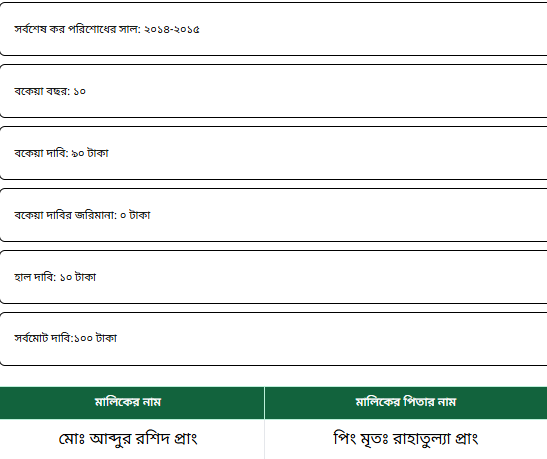 সর্বশেষ কর পরিশোধের সাল: ২০১৪-২০১৫
বকেয়া বছর: ১০
বকেয়া দাবি: ৯০ টাকা
বকেয়া দাবির জরিমানা: ০ টাকা
হাল দাবি: ১০ টাকা
সর্বমোট দাবি:১০০ টাকা
মালিকের নাম মালিকের পিতার নাম
মোঃ আব্দুর রশিদ প্রাং পিং মৃতঃ রাহাতুল্যা প্রাং